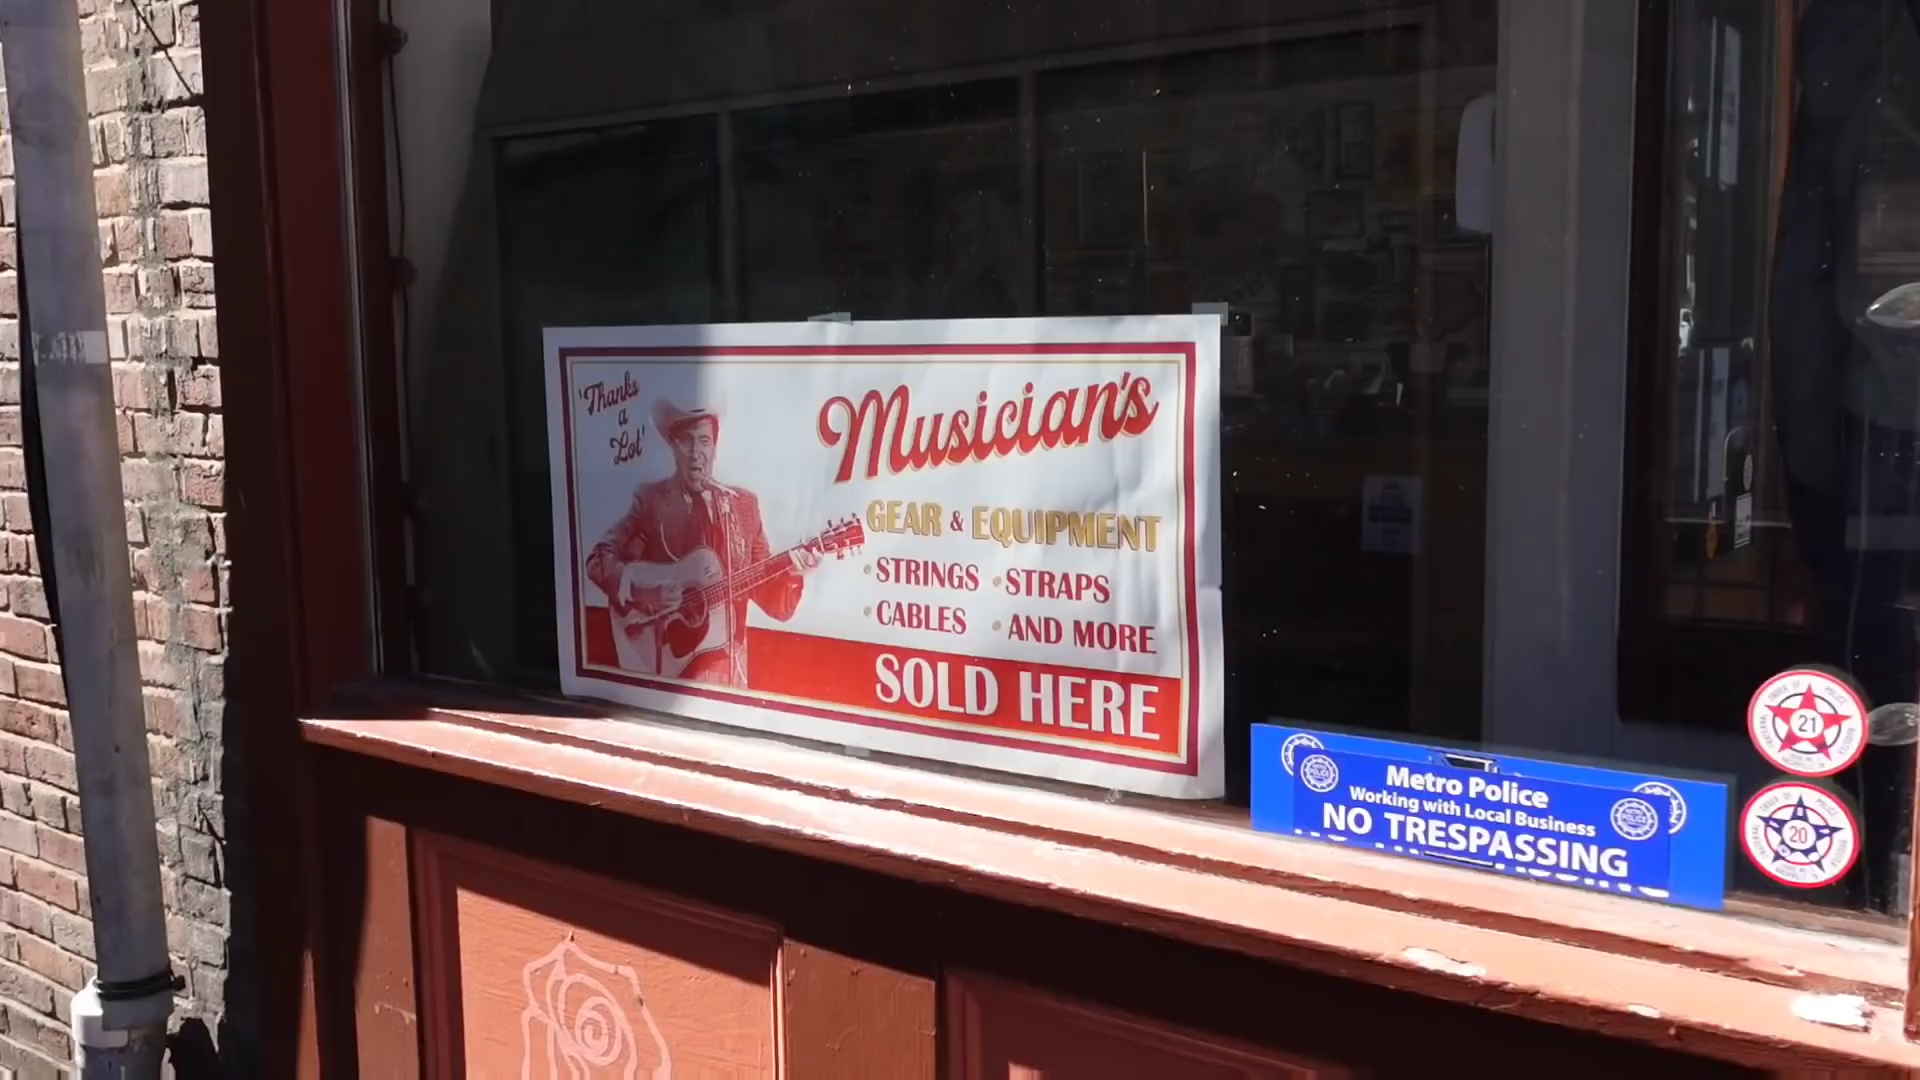 'Thanks
a
Lot'
Musician's
GEAR & EQUIPMENT
• STRINGS • STRAPS
• CABLES • AND MORE
SOLD HERE
Metro Police
Working with Local Business
NO TRESPASSING
21
20